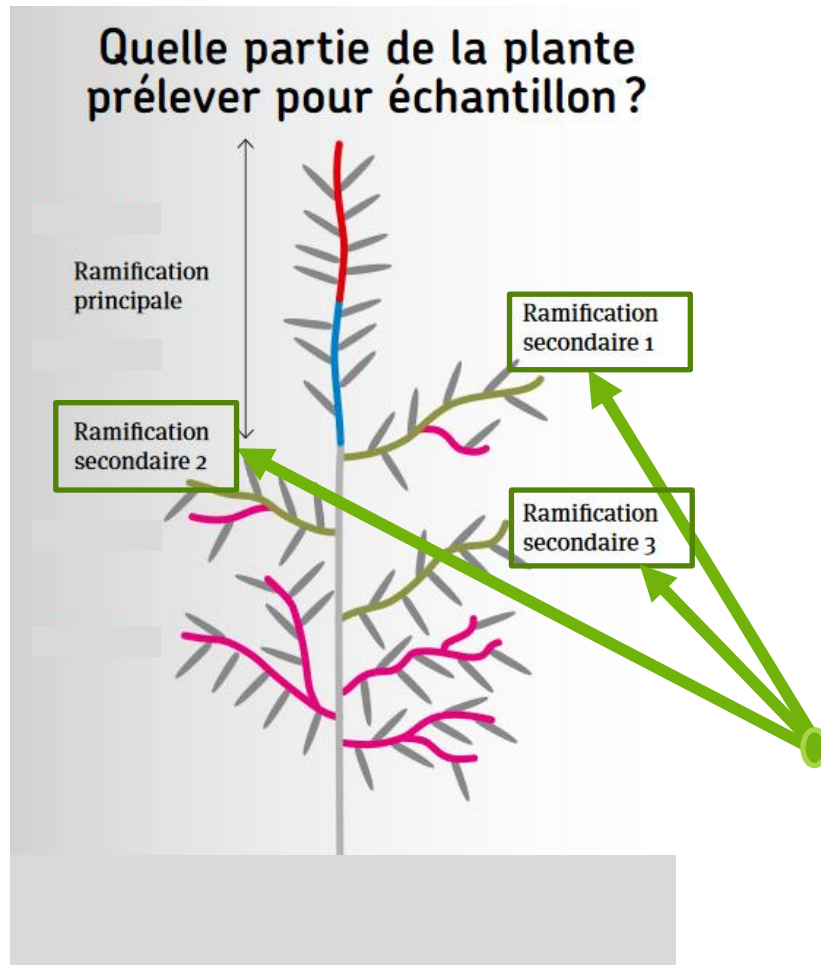 Quelle partie de la plante
prélever pour échantillon ?
Ramification
principale
Ramification
secondaire 1
Ramification
secondaire 2
Ramification
secondaire 3